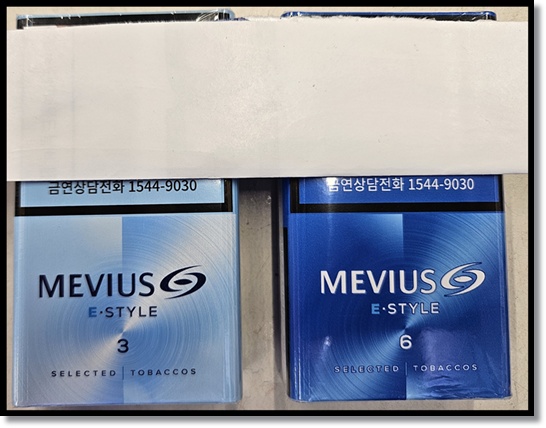 금연상담전화 1544-9030
MEVIUS
E·STYLE
3
SELECTED | TOBACCOS
금연상담전화 1544-9030
MEVIUS
E·STYLE
6
SELECTED | TOBACCOS